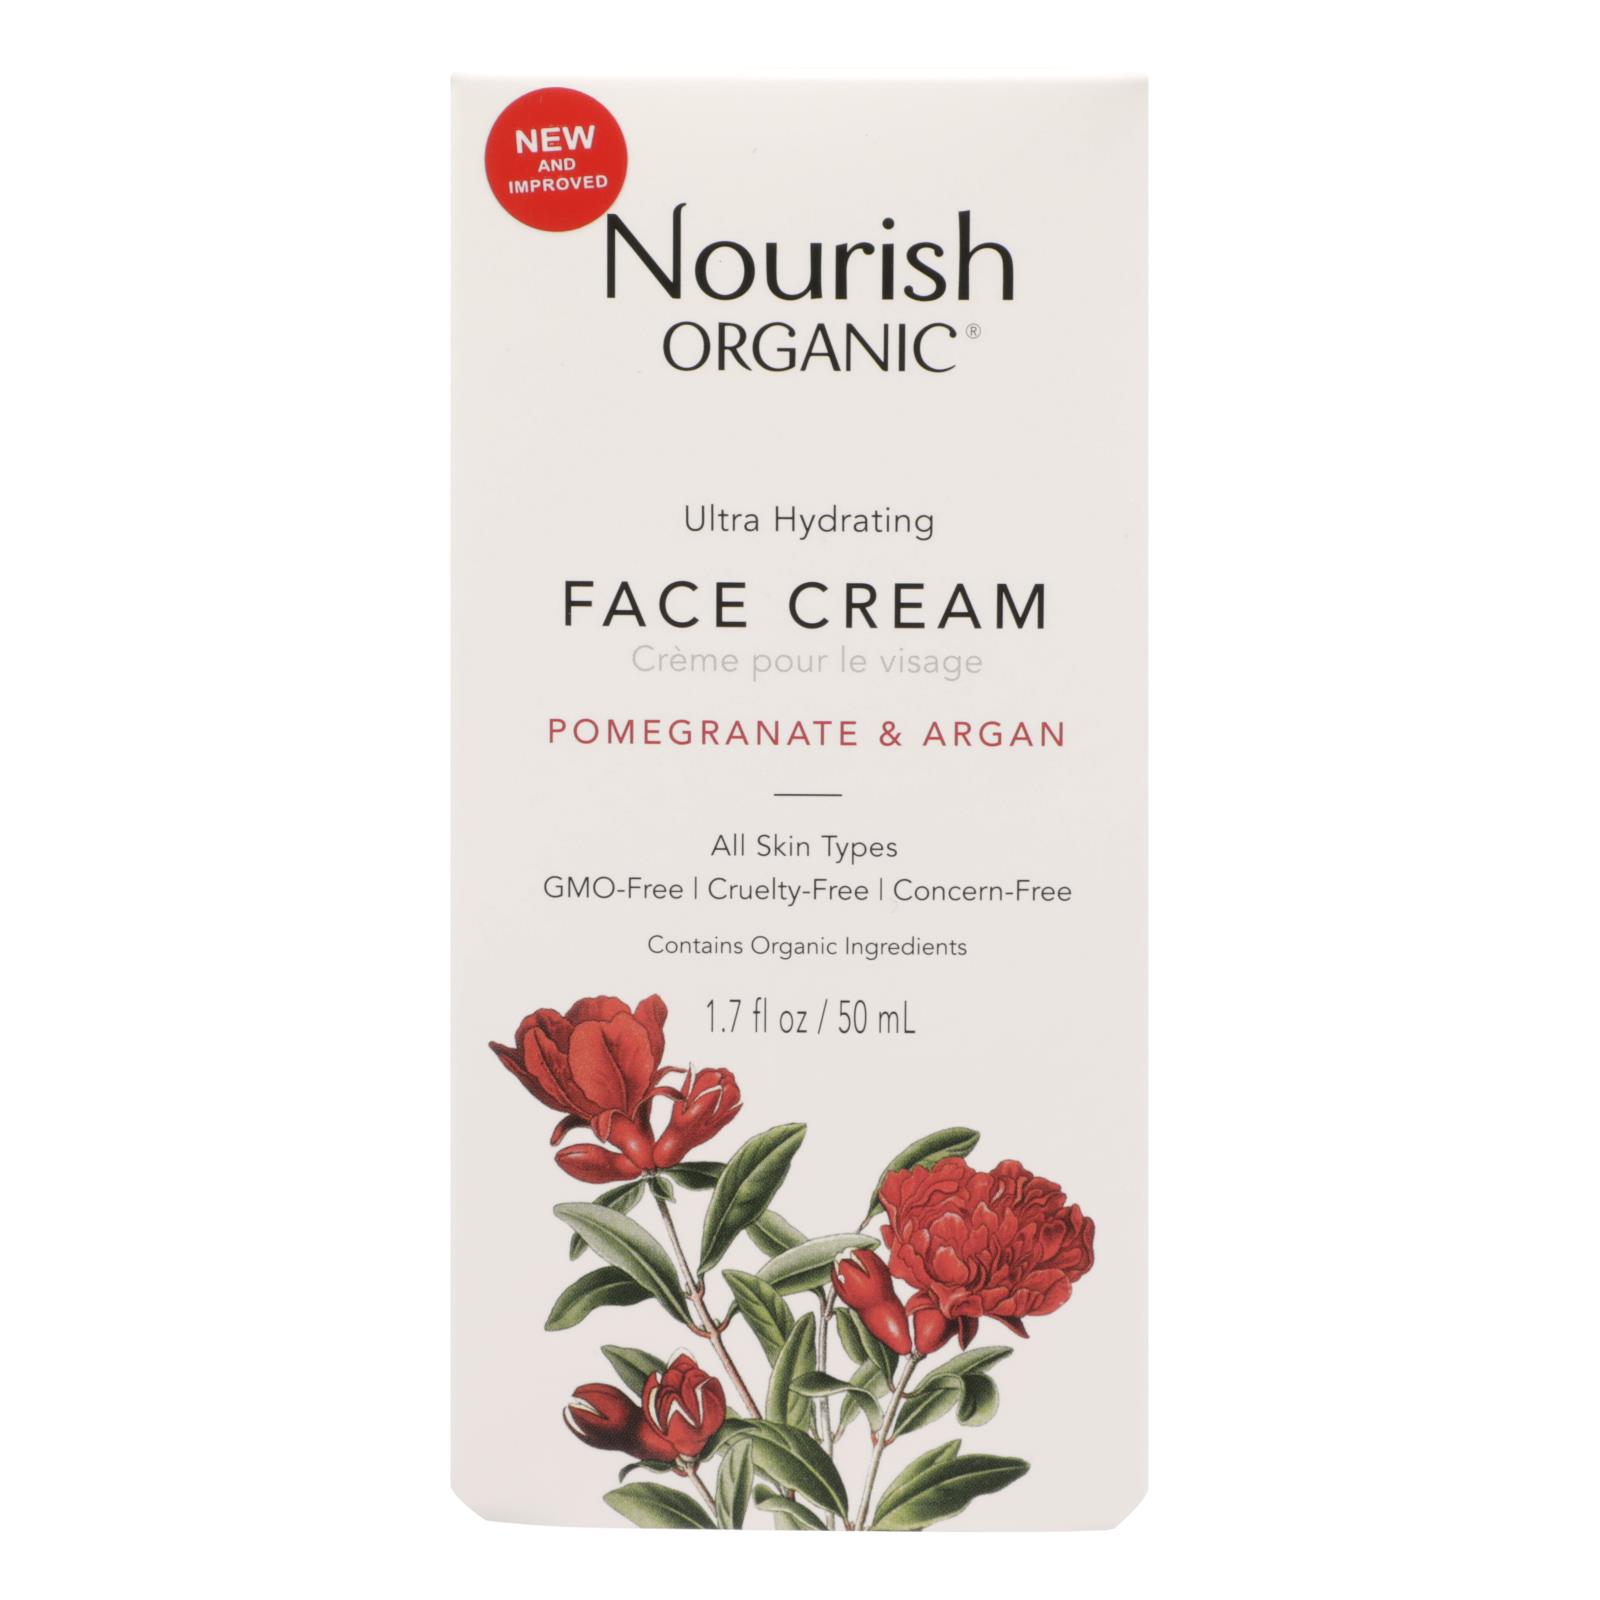 NEW
AND
IMPROVED
Nourish
ORGANIC®
Ultra Hydrating
FACE CREAM
Crème pour le visage
POMEGRANATE & ARGAN
All Skin Types
GMO-Free | Cruelty-Free | Concern-Free
Contains Organic Ingredients
1.7 fl oz / 50 mL